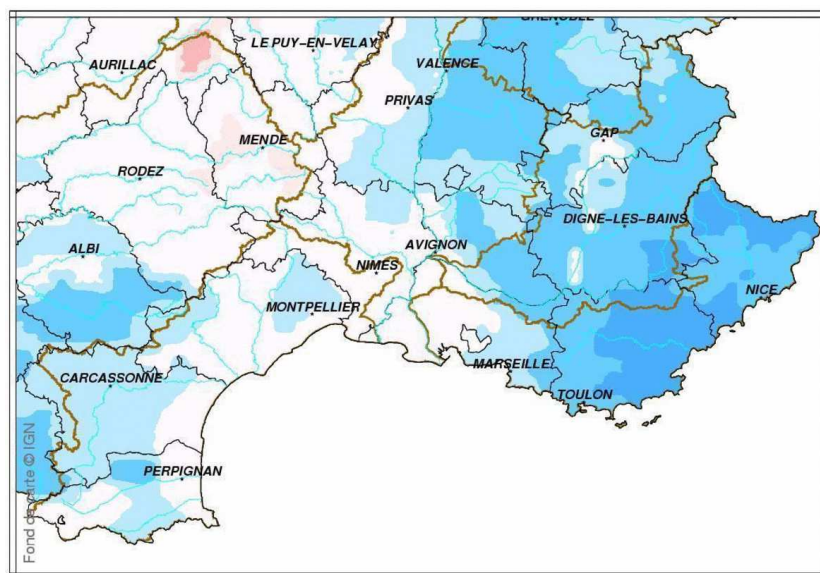 GRENOBLE
LE PUY-EN-VELAY
AURILLAC
VALENCE
PRIVAS
GAP
MENDE
RODEZ
DIGNE-LES-BAINS
ALBI
AVIGNON
NIMES
NICE
MONTPELLIER
MARSEILLE
CARCASSONNE
TOULON
PERPIGNAN
Fond de carte © IGN